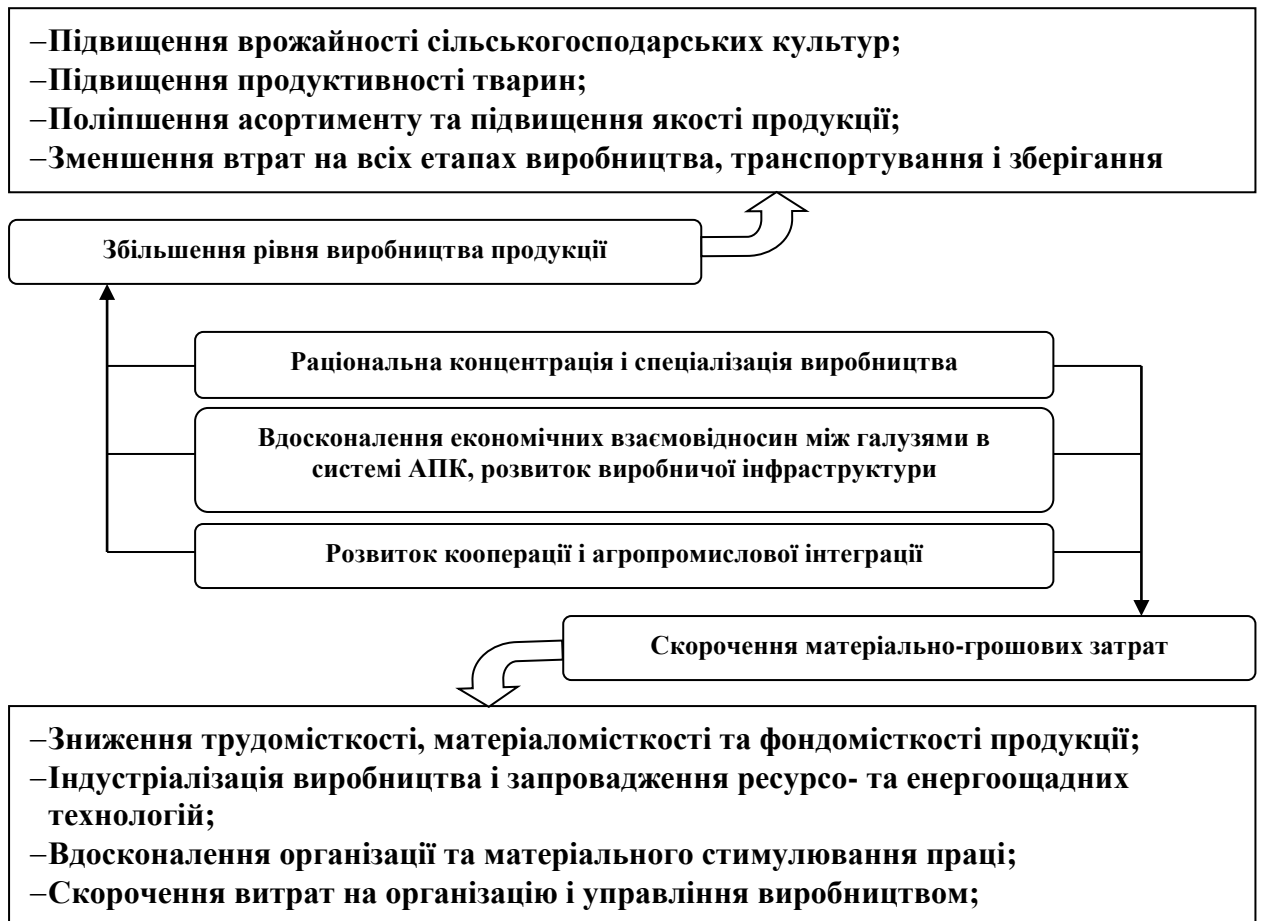 –Підвищення врожайності сільськогосподарських культур;
–Підвищення продуктивності тварин;
–Поліпшення асортименту та підвищення якості продукції;
–Зменшення втрат на всіх етапах виробництва, транспортування і зберігання
Збільшення рівня виробництва продукції
Раціональна концентрація і спеціалізація виробництва
Вдосконалення економічних взаємовідносин між галузями в
системі АПК, розвиток виробничої інфраструктури
Розвиток кооперації і агропромислової інтеграції
Скорочення матеріально-грошових затрат
–Зниження трудомісткості, матеріаломісткості та фондомісткості продукції;
–Індустріалізація виробництва і запровадження ресурсо- та енергоощадних
технологій;
–Вдосконалення організації та матеріального стимулювання праці;
–Скорочення витрат на організацію і управління виробництвом;